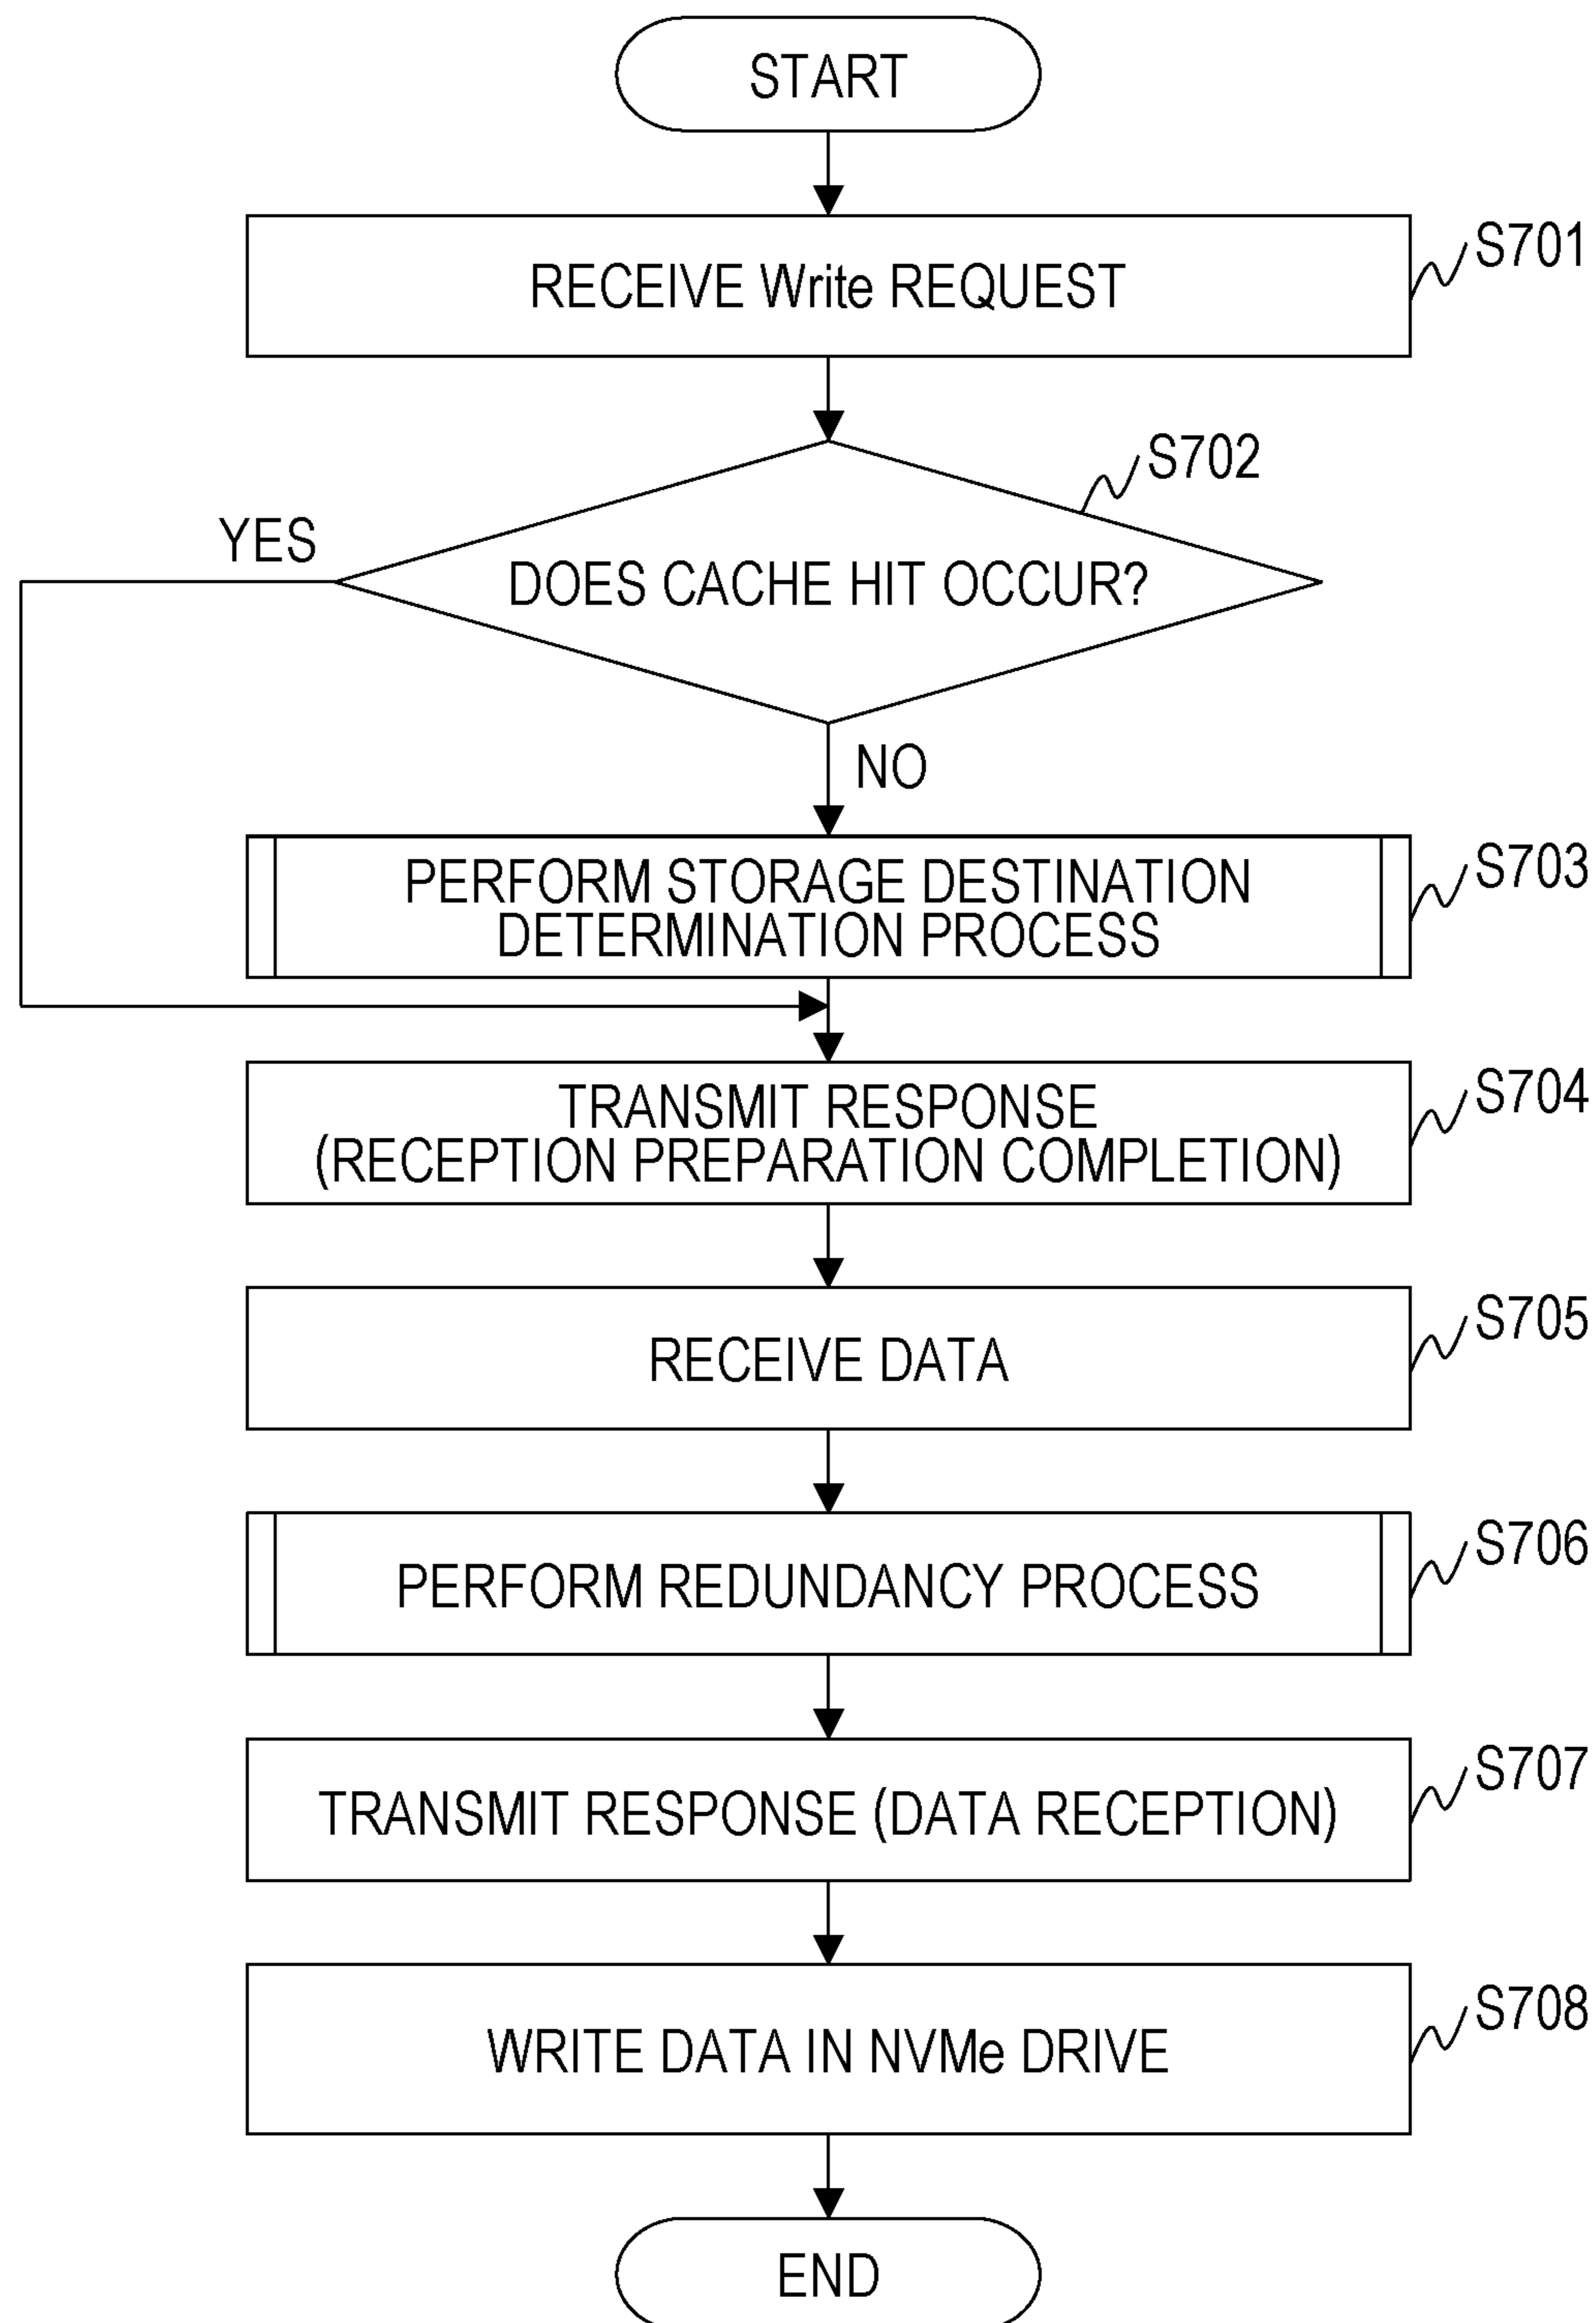 START
RECEIVE Write REQUEST
S701
S702
YES
DOES CACHE HIT OCCUR?
NO
PERFORM STORAGE DESTINATION
DETERMINATION PROCESS
S703
TRANSMIT RESPONSE
(RECEPTION PREPARATION COMPLETION)
S704
RECEIVE DATA
S705
PERFORM REDUNDANCY PROCESS
S706
TRANSMIT RESPONSE (DATA RECEPTION)
S707
WRITE DATA IN NVMe DRIVE
S708
END